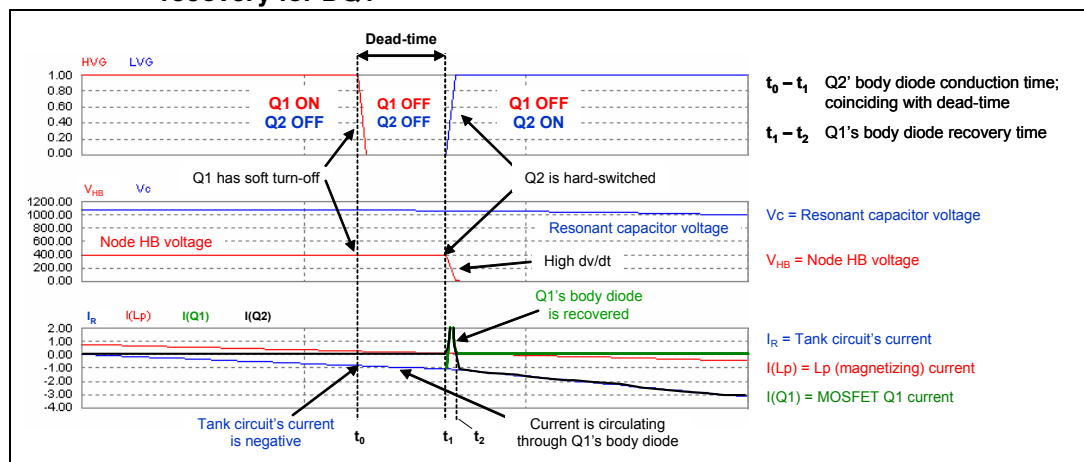 Dead-time
HVG LVG
1.00
0.80
0.60
0.40
0.20
0.00
Q1 ON
Q2 OFF
Q1 OFF
Q2 OFF
Q1 OFF
Q2 ON
t0 – t1 Q2' body diode conduction time;
coinciding with dead-time
t1 – t2 Q1's body diode recovery time
Q1 has soft turn-off
Q2 is hard-switched
VHB Vc
1200.00
1000.00
800.00
600.00
400.00
200.00
0.00
Node HB voltage
Resonant capacitor voltage
High dv/dt
Vc = Resonant capacitor voltage
VHB = Node HB voltage
Q1's body diode
is recovered
IR I(Lp) I(Q1) I(Q2)
2.00
1.00
0.00
-1.00
-2.00
-3.00
-4.00
IR = Tank circuit's current
I(Lp) = Lp (magnetizing) current
I(Q1) = MOSFET Q1 current
Tank circuit's current
is negative
t0
Current is circulating
through Q1's body diode
t1
t2